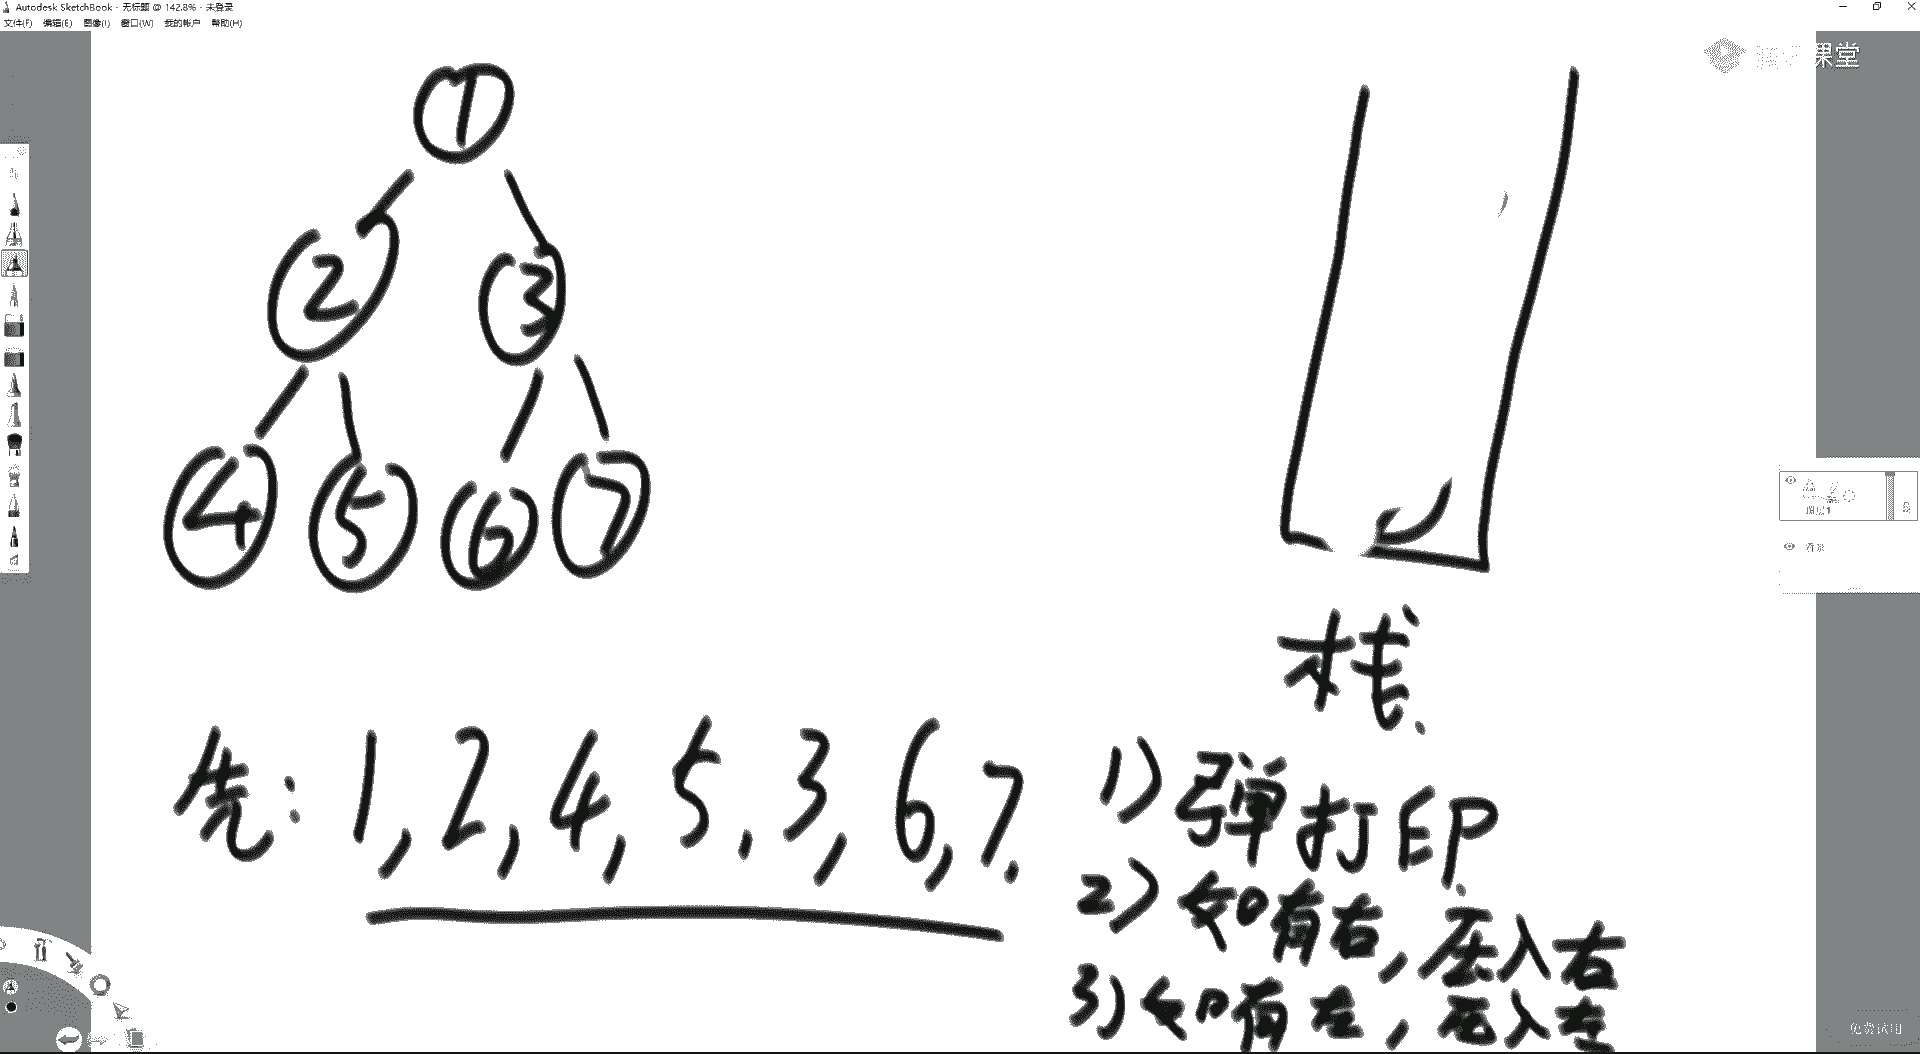 Autodesk SketchBook - 无标题 @ 142.8% - 未登录
文件(F) 编辑(E) 图像(I) 窗口(W) 我的帐户 帮助(H)
课堂
1
2 3
4 5 6 7
栈
先: 1, 2, 4, 5, 3, 6, 7.
1) 弹打印
2) 如有右, 压入右
3) 如有左, 压入左
图层1
背景
免费试用